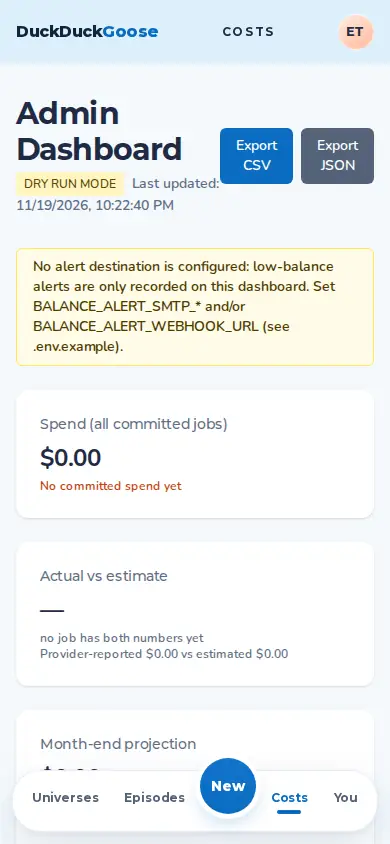 DuckDuckGoose COSTS ET
Admin
Dashboard
DRY RUN MODE Last updated:
11/19/2026, 10:22:40 PM
Export
CSV
Export
JSON
No alert destination is configured: low-balance
alerts are only recorded on this dashboard. Set
BALANCE_ALERT_SMTP_* and/or
BALANCE_ALERT_WEBHOOK_URL (see
.env.example).
Spend (all committed jobs)
$0.00
No committed spend yet
Actual vs estimate
—
no job has both numbers yet
Provider-reported $0.00 vs estimated $0.00
Month-end projection
Universes Episodes New Costs You